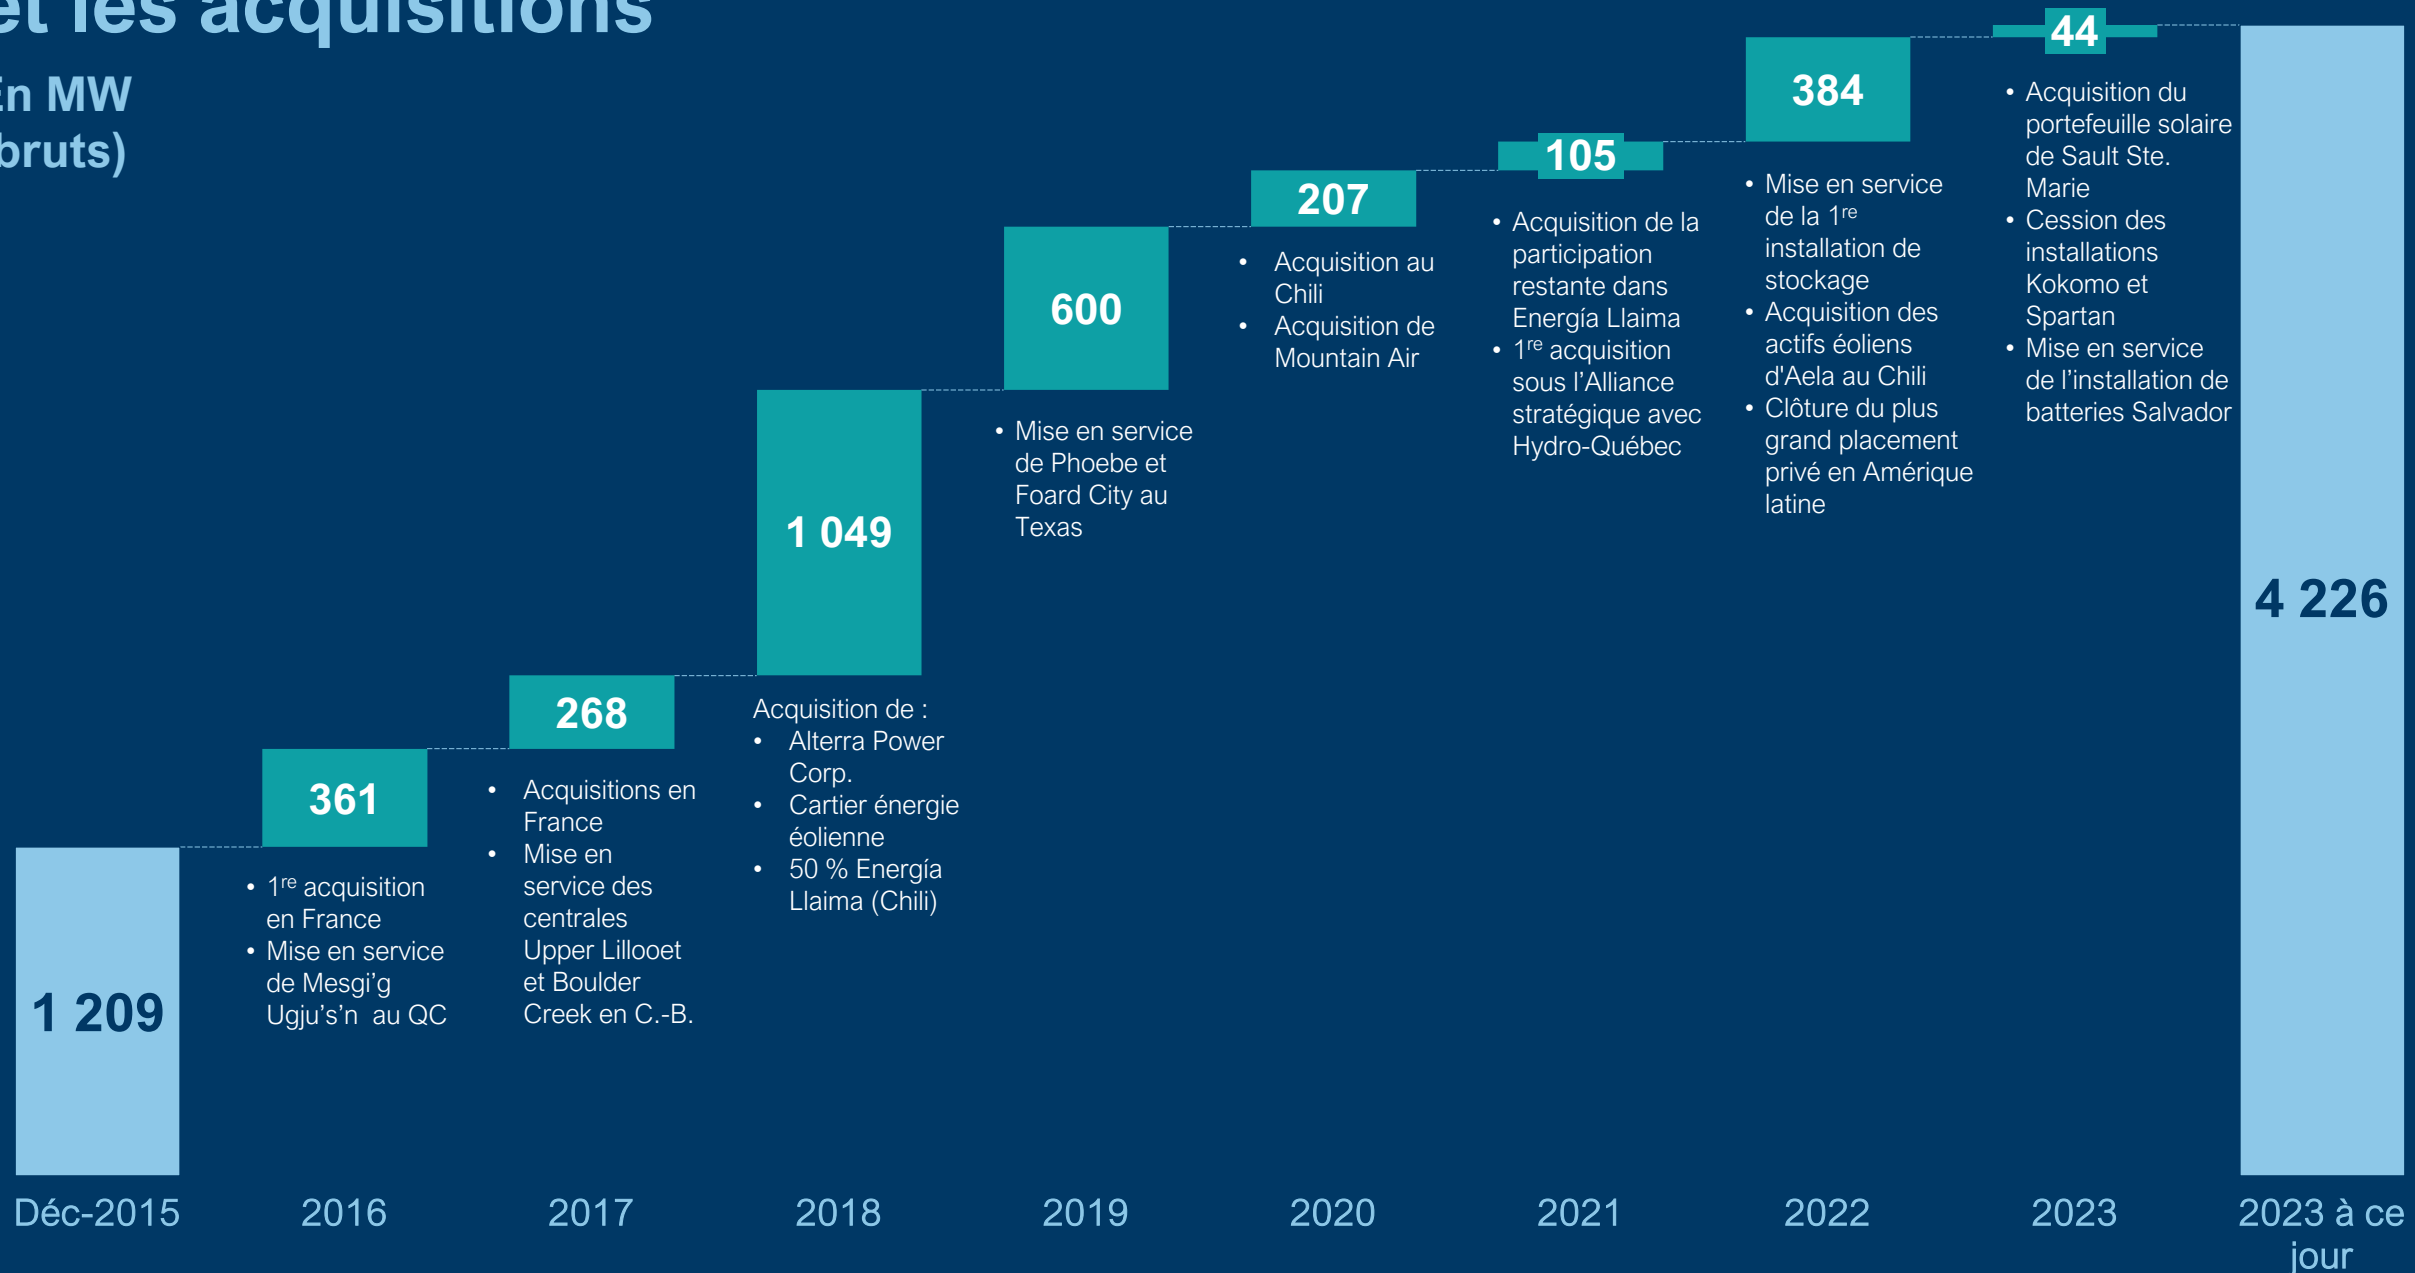 et les acquisitions
En MW
bruts)
1 209
361
• 1re acquisition
en France
• Mise en service
de Mesgi’g
Ugju’s’n au QC
268
• Acquisitions en
France
• Mise en
service des
centrales
Upper Lillooet
et Boulder
Creek en C.-B.
1 049
Acquisition de :
• Alterra Power
Corp.
• Cartier énergie
éolienne
• 50 % Energía
Llaima (Chili)
600
• Mise en service
de Phoebe et
Foard City au
Texas
207
• Acquisition au
Chili
• Acquisition de
Mountain Air
105
• Acquisition de la
participation
restante dans
Energía Llaima
• 1re acquisition
sous l’Alliance
stratégique avec
Hydro-Québec
384
• Mise en service
de la 1re
installation de
stockage
• Acquisition des
actifs éoliens
d'Aela au Chili
• Clôture du plus
grand placement
privé en Amérique
latine
44
• Acquisition du
portefeuille solaire
de Sault Ste.
Marie
• Cession des
installations
Kokomo et
Spartan
• Mise en service
de l’installation de
batteries Salvador
4 226
Déc-2015
2016
2017
2018
2019
2020
2021
2022
2023
2023 à ce
jour